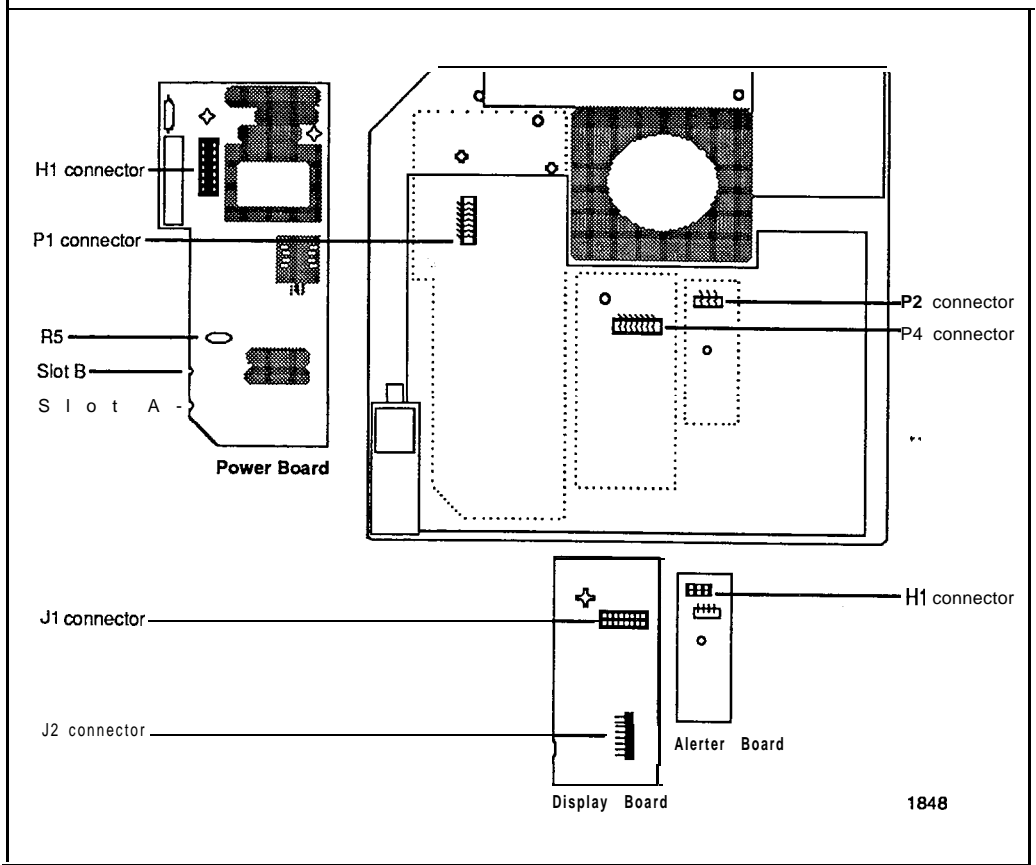 H1 connector
P1 connector
P2 connector
P4 connector
R5
Slot B
Slot A
Power Board
J1 connector
H1 connector
J2 connector
Alerter Board
Display Board
1848